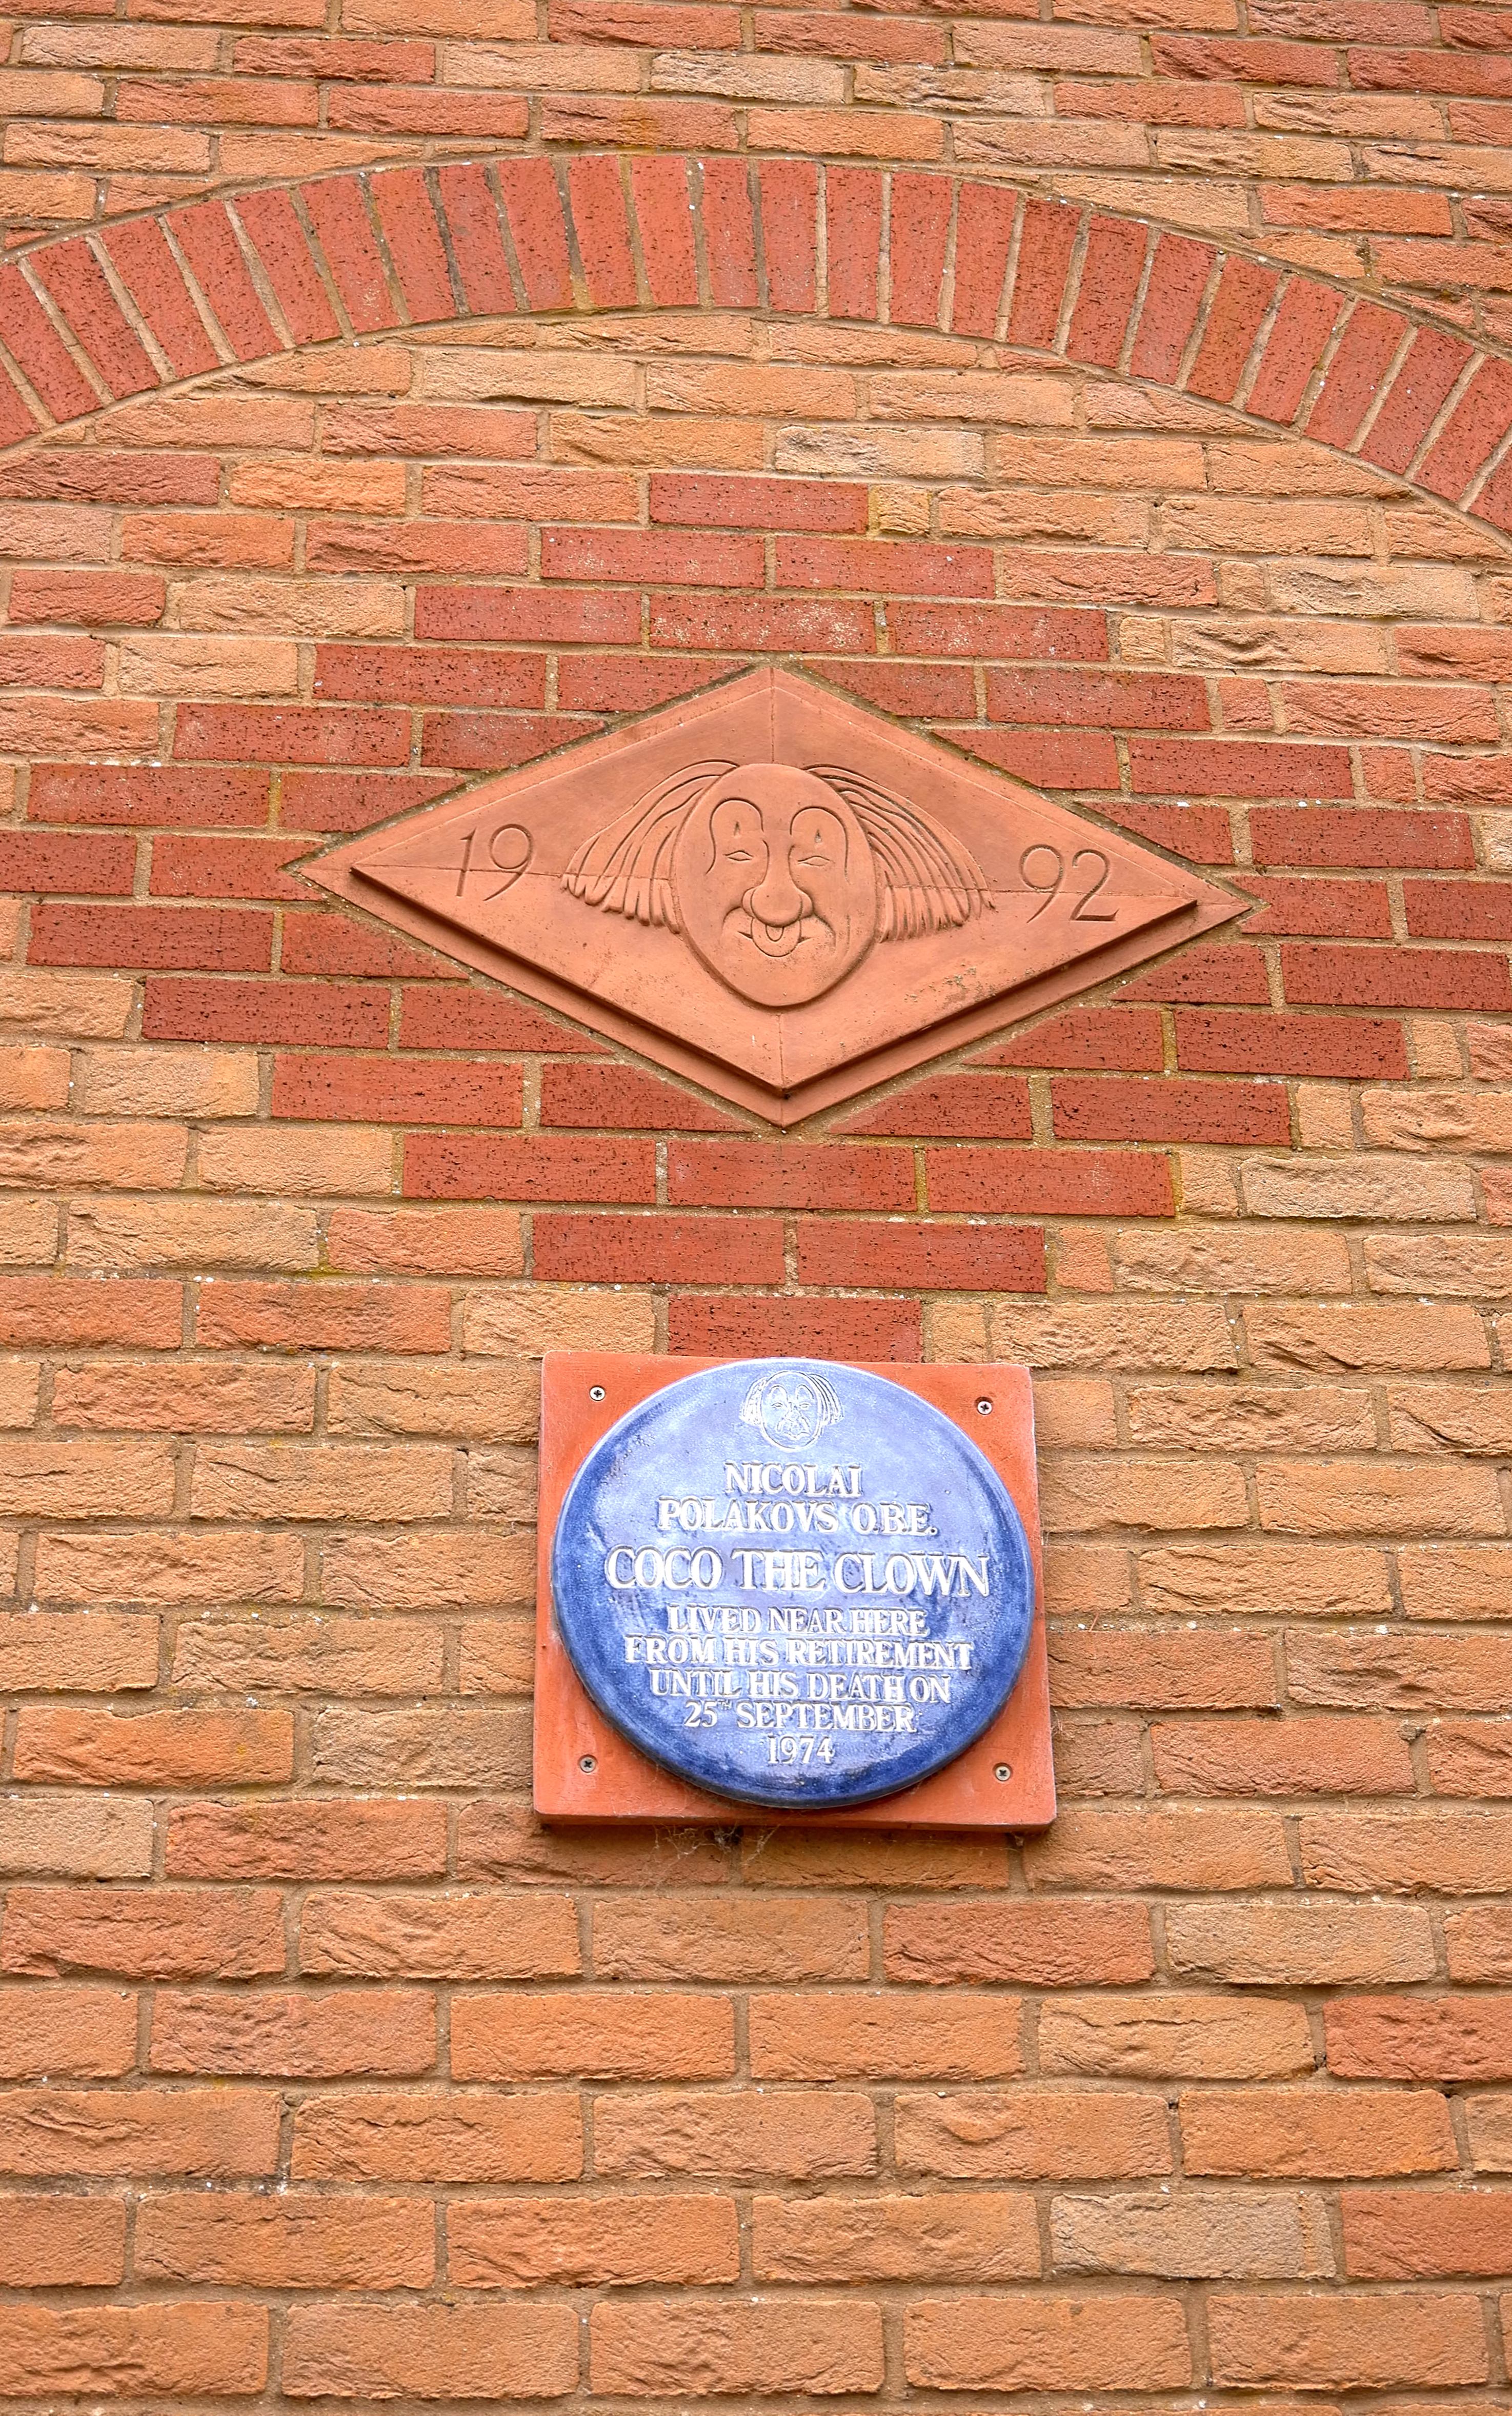 19 92
NICOLAI
POLAKOVS O.B.E.
COCO THE CLOWN
LIVED NEAR HERE
FROM HIS RETIREMENT
UNTIL HIS DEATH ON
25TH SEPTEMBER
1974